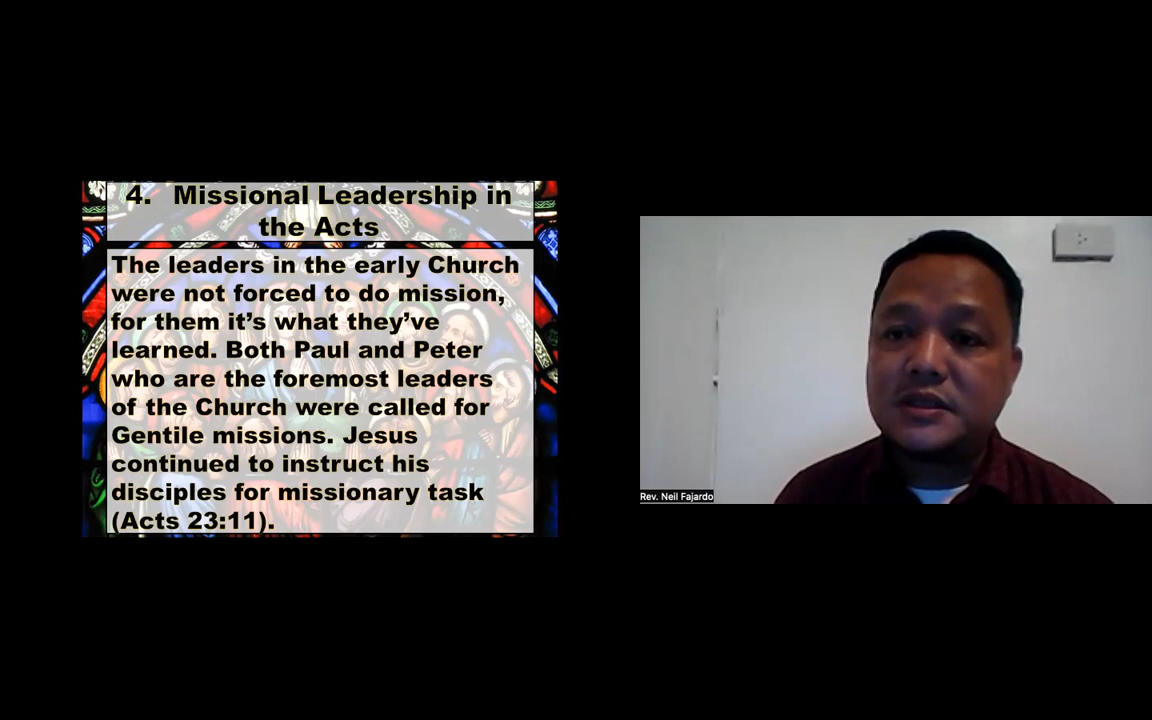 4. Missional Leadership in
the Acts
The leaders in the early Church
were not forced to do mission,
for them it’s what they’ve
learned. Both Paul and Peter
who are the foremost leaders
of the Church were called for
Gentile missions. Jesus
continued to instruct his
disciples for missionary task
(Acts 23:11).
Rev. Neil Fajardo